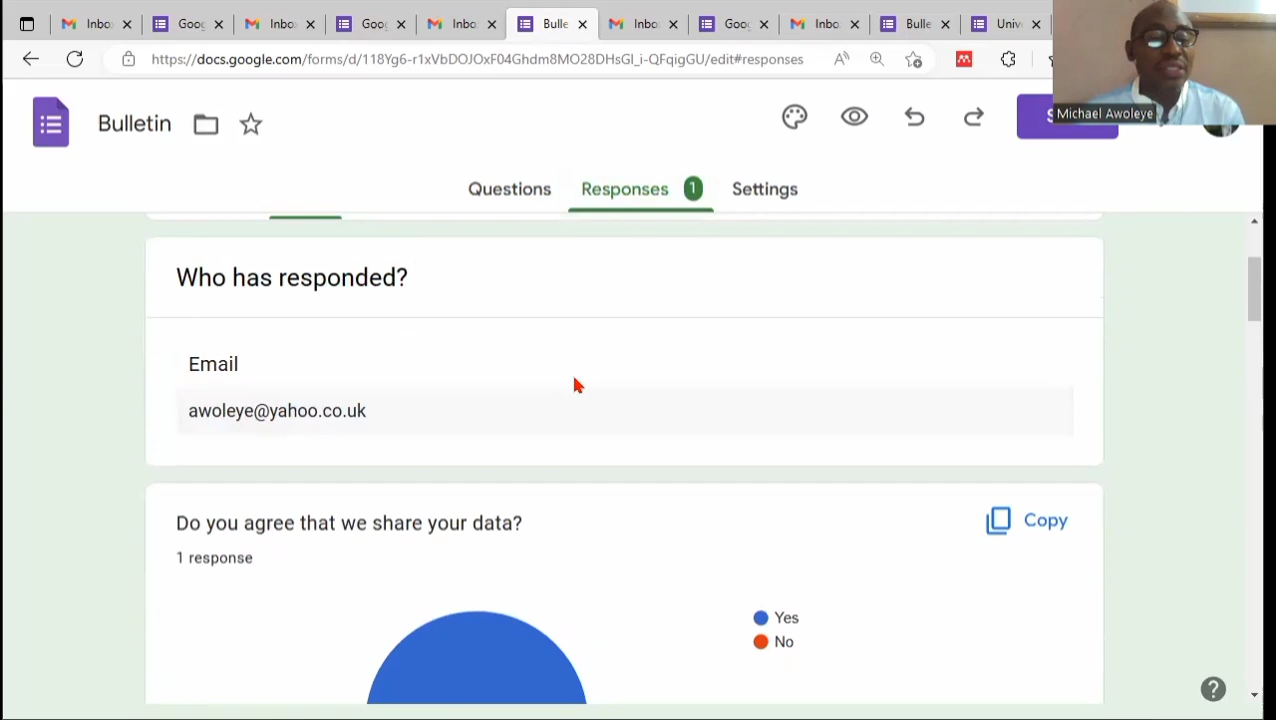 Inbo
Goog
Inbo
Goo
Inbo
Bulle
Inbo
Goo
Inbo
Bulle
Univ
https://docs.google.com/forms/d/118Yg6-r1xVbDOJOxF04Ghdm8MO28DHsGl_i-QFqigGU/edit#responses
Michael Awoleye
Bulletin
Questions
Responses 1
Settings
Who has responded?
Email
awoleye@yahoo.co.uk
Do you agree that we share your data?
Copy
1 response
Yes
No